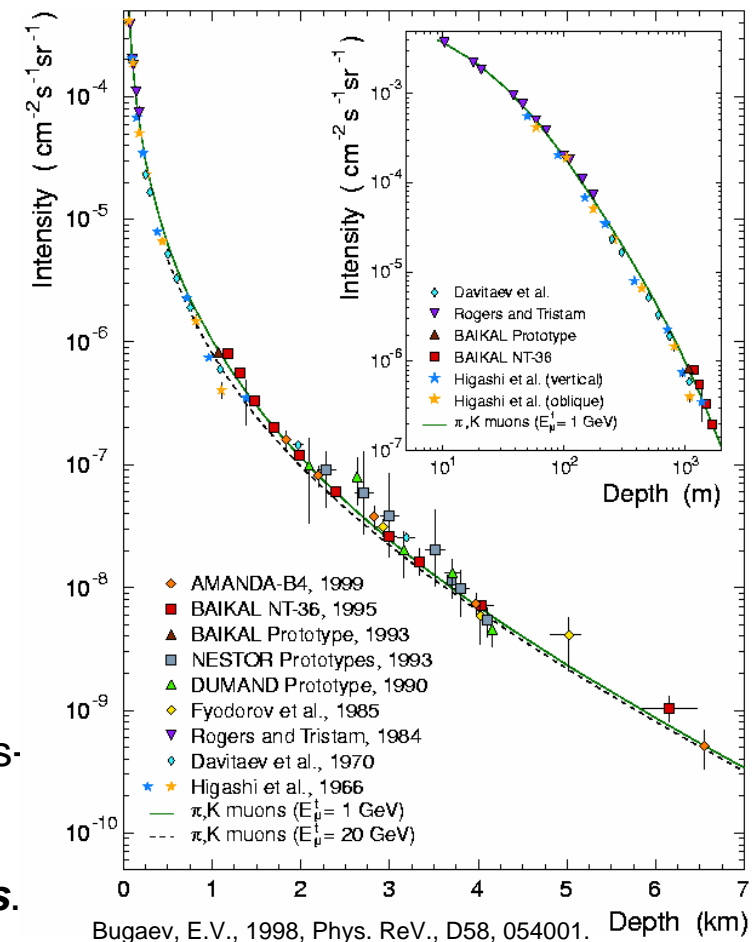 Intensity ( cm⁻²s⁻¹sr⁻¹)
10⁻⁴
10⁻⁵
10⁻⁶
10⁻⁷
10⁻⁸
10⁻⁹
10⁻¹⁰
Intensity ( cm⁻²s⁻¹sr⁻¹)
10⁻³
10⁻⁴
10⁻⁵
10⁻⁶
10⁻⁷
Davitaev et al.
Rogers and Tristam
BAIKAL Prototype
BAIKAL NT-36
Higashi et al. (vertical)
Higashi et al. (oblique)
π,K muons (Eᵗμ= 1 GeV)
10¹ 10² 10³
Depth (m)
AMANDA-B4, 1999
BAIKAL NT-36, 1995
BAIKAL Prototype, 1993
NESTOR Prototypes, 1993
DUMAND Prototype, 1990
Fyodorov et al., 1985
Rogers and Tristam, 1984
Davitaev et al., 1970
Higashi et al., 1966
π,K muons (Eᵗμ= 1 GeV)
π,K muons (Eᵗμ= 20 GeV)
0 1 2 3 4 5 6 7
Depth (km)
s-
s.
Bugaev, E.V., 1998, Phys. ReV., D58, 054001.